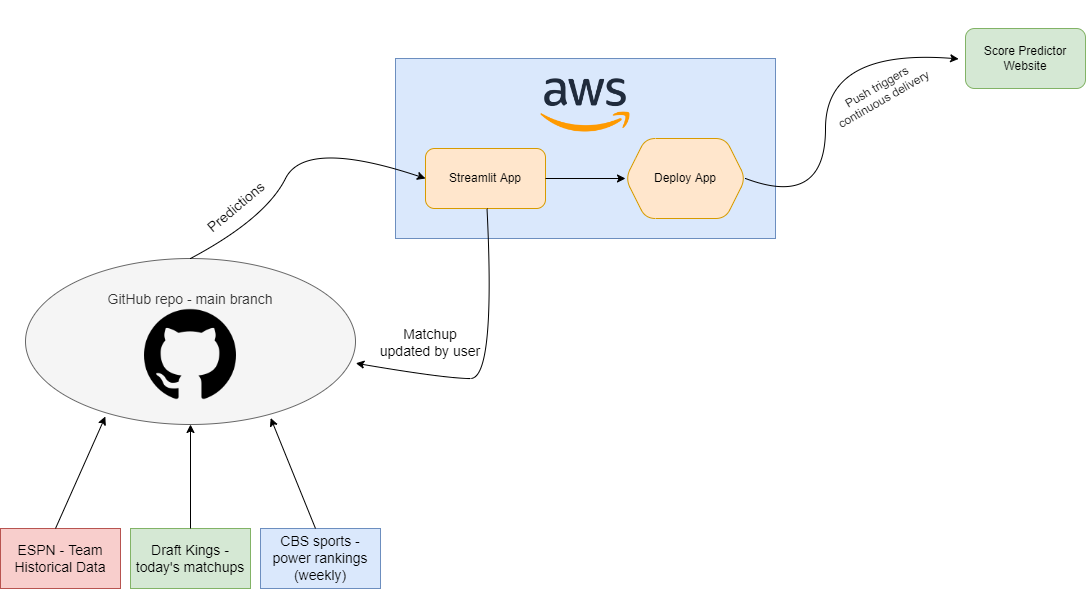 Score Predictor
Website
aws
Push triggers
continuous delivery
Streamlit App
Deploy App
Predictions
GitHub repo - main branch
Matchup
updated by user
ESPN - Team
Historical Data
Draft Kings -
today's matchups
CBS sports -
power rankings
(weekly)